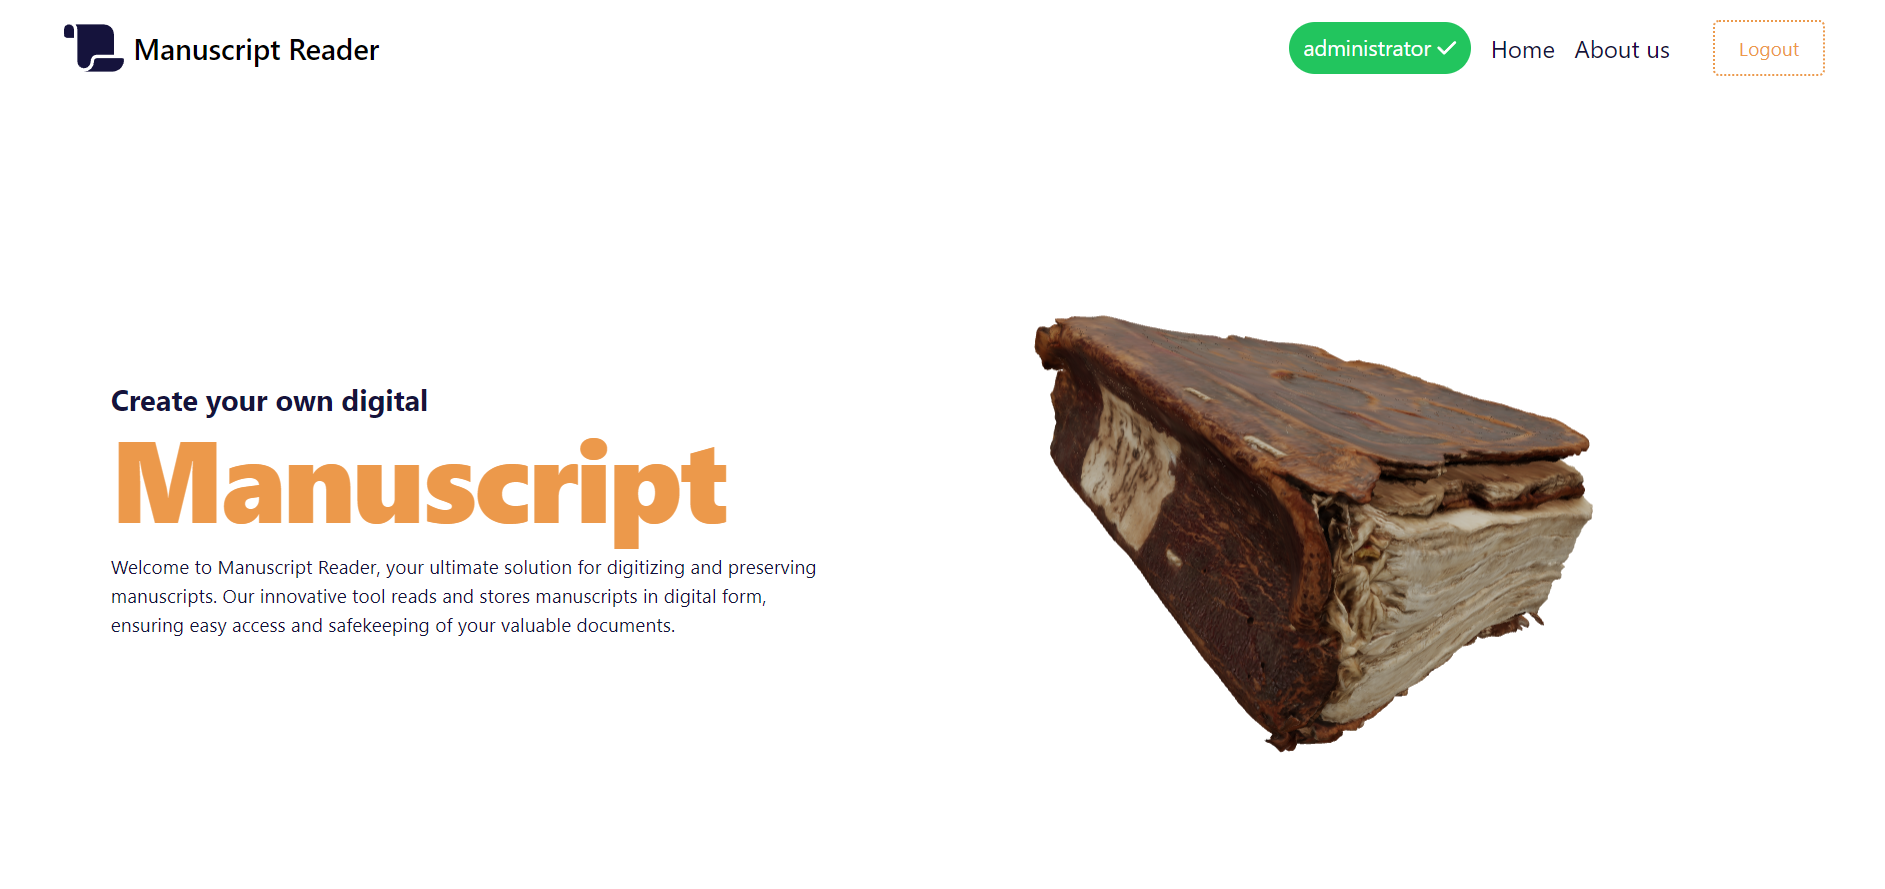 Manuscript Reader
administrator
Home
About us
Logout
Create your own digital
Manuscript
Welcome to Manuscript Reader, your ultimate solution for digitizing and preserving
manuscripts. Our innovative tool reads and stores manuscripts in digital form,
ensuring easy access and safekeeping of your valuable documents.